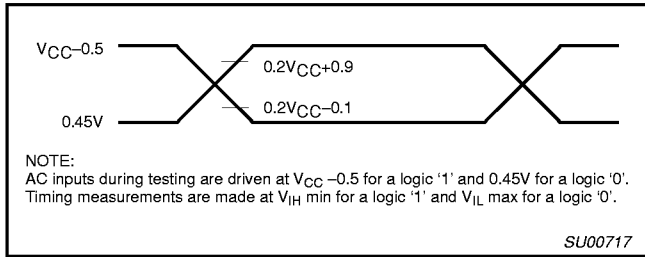 VCC–0.5
0.2VCC+0.9
0.2VCC–0.1
0.45V
NOTE:
AC inputs during testing are driven at VCC –0.5 for a logic ‘1’ and 0.45V for a logic ‘0’.
Timing measurements are made at VIH min for a logic ‘1’ and VIL max for a logic ‘0’.
SU00717